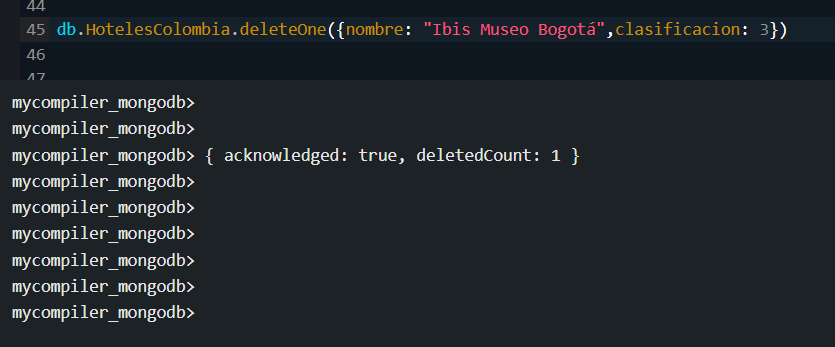 44
45 db.HotelesColombia.deleteOne({nombre: "Ibis Museo Bogotá",clasificacion: 3})
46
47
mycompiler_mongodb>
mycompiler_mongodb>
mycompiler_mongodb> { acknowledged: true, deletedCount: 1 }
mycompiler_mongodb>
mycompiler_mongodb>
mycompiler_mongodb>
mycompiler_mongodb>
mycompiler_mongodb>
mycompiler_mongodb>